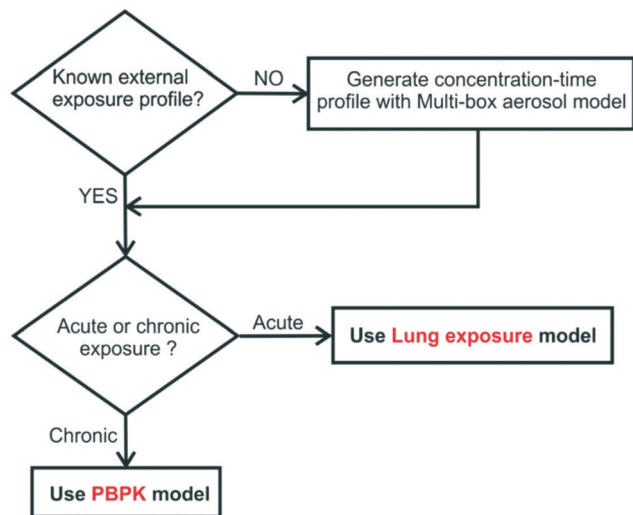 Known external
exposure profile?
NO
Generate concentration-time
profile with Multi-box aerosol model
YES
Acute or chronic
exposure ?
Acute
Use Lung exposure model
Chronic
Use PBPK model